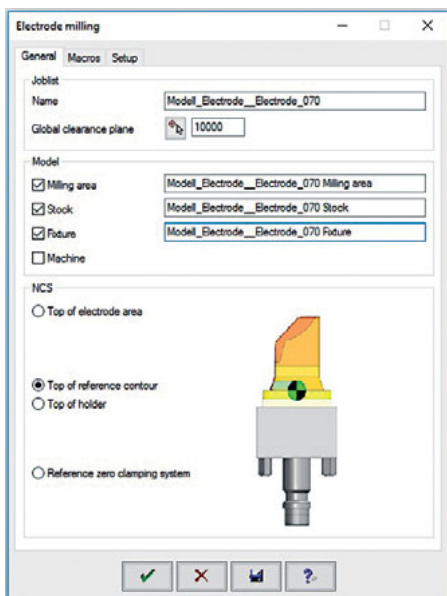 Electrode milling
General Macros Setup
Joblist
Name Modell_Electrode__Electrode_070
Global clearance plane 10000
Model
Milling area Modell_Electrode__Electrode_070 Milling area
Stock Modell_Electrode__Electrode_070 Stock
Fixture Modell_Electrode__Electrode_070 Fixture
Machine
NCS
Top of electrode area
Top of reference contour
Top of holder
Reference zero clamping system